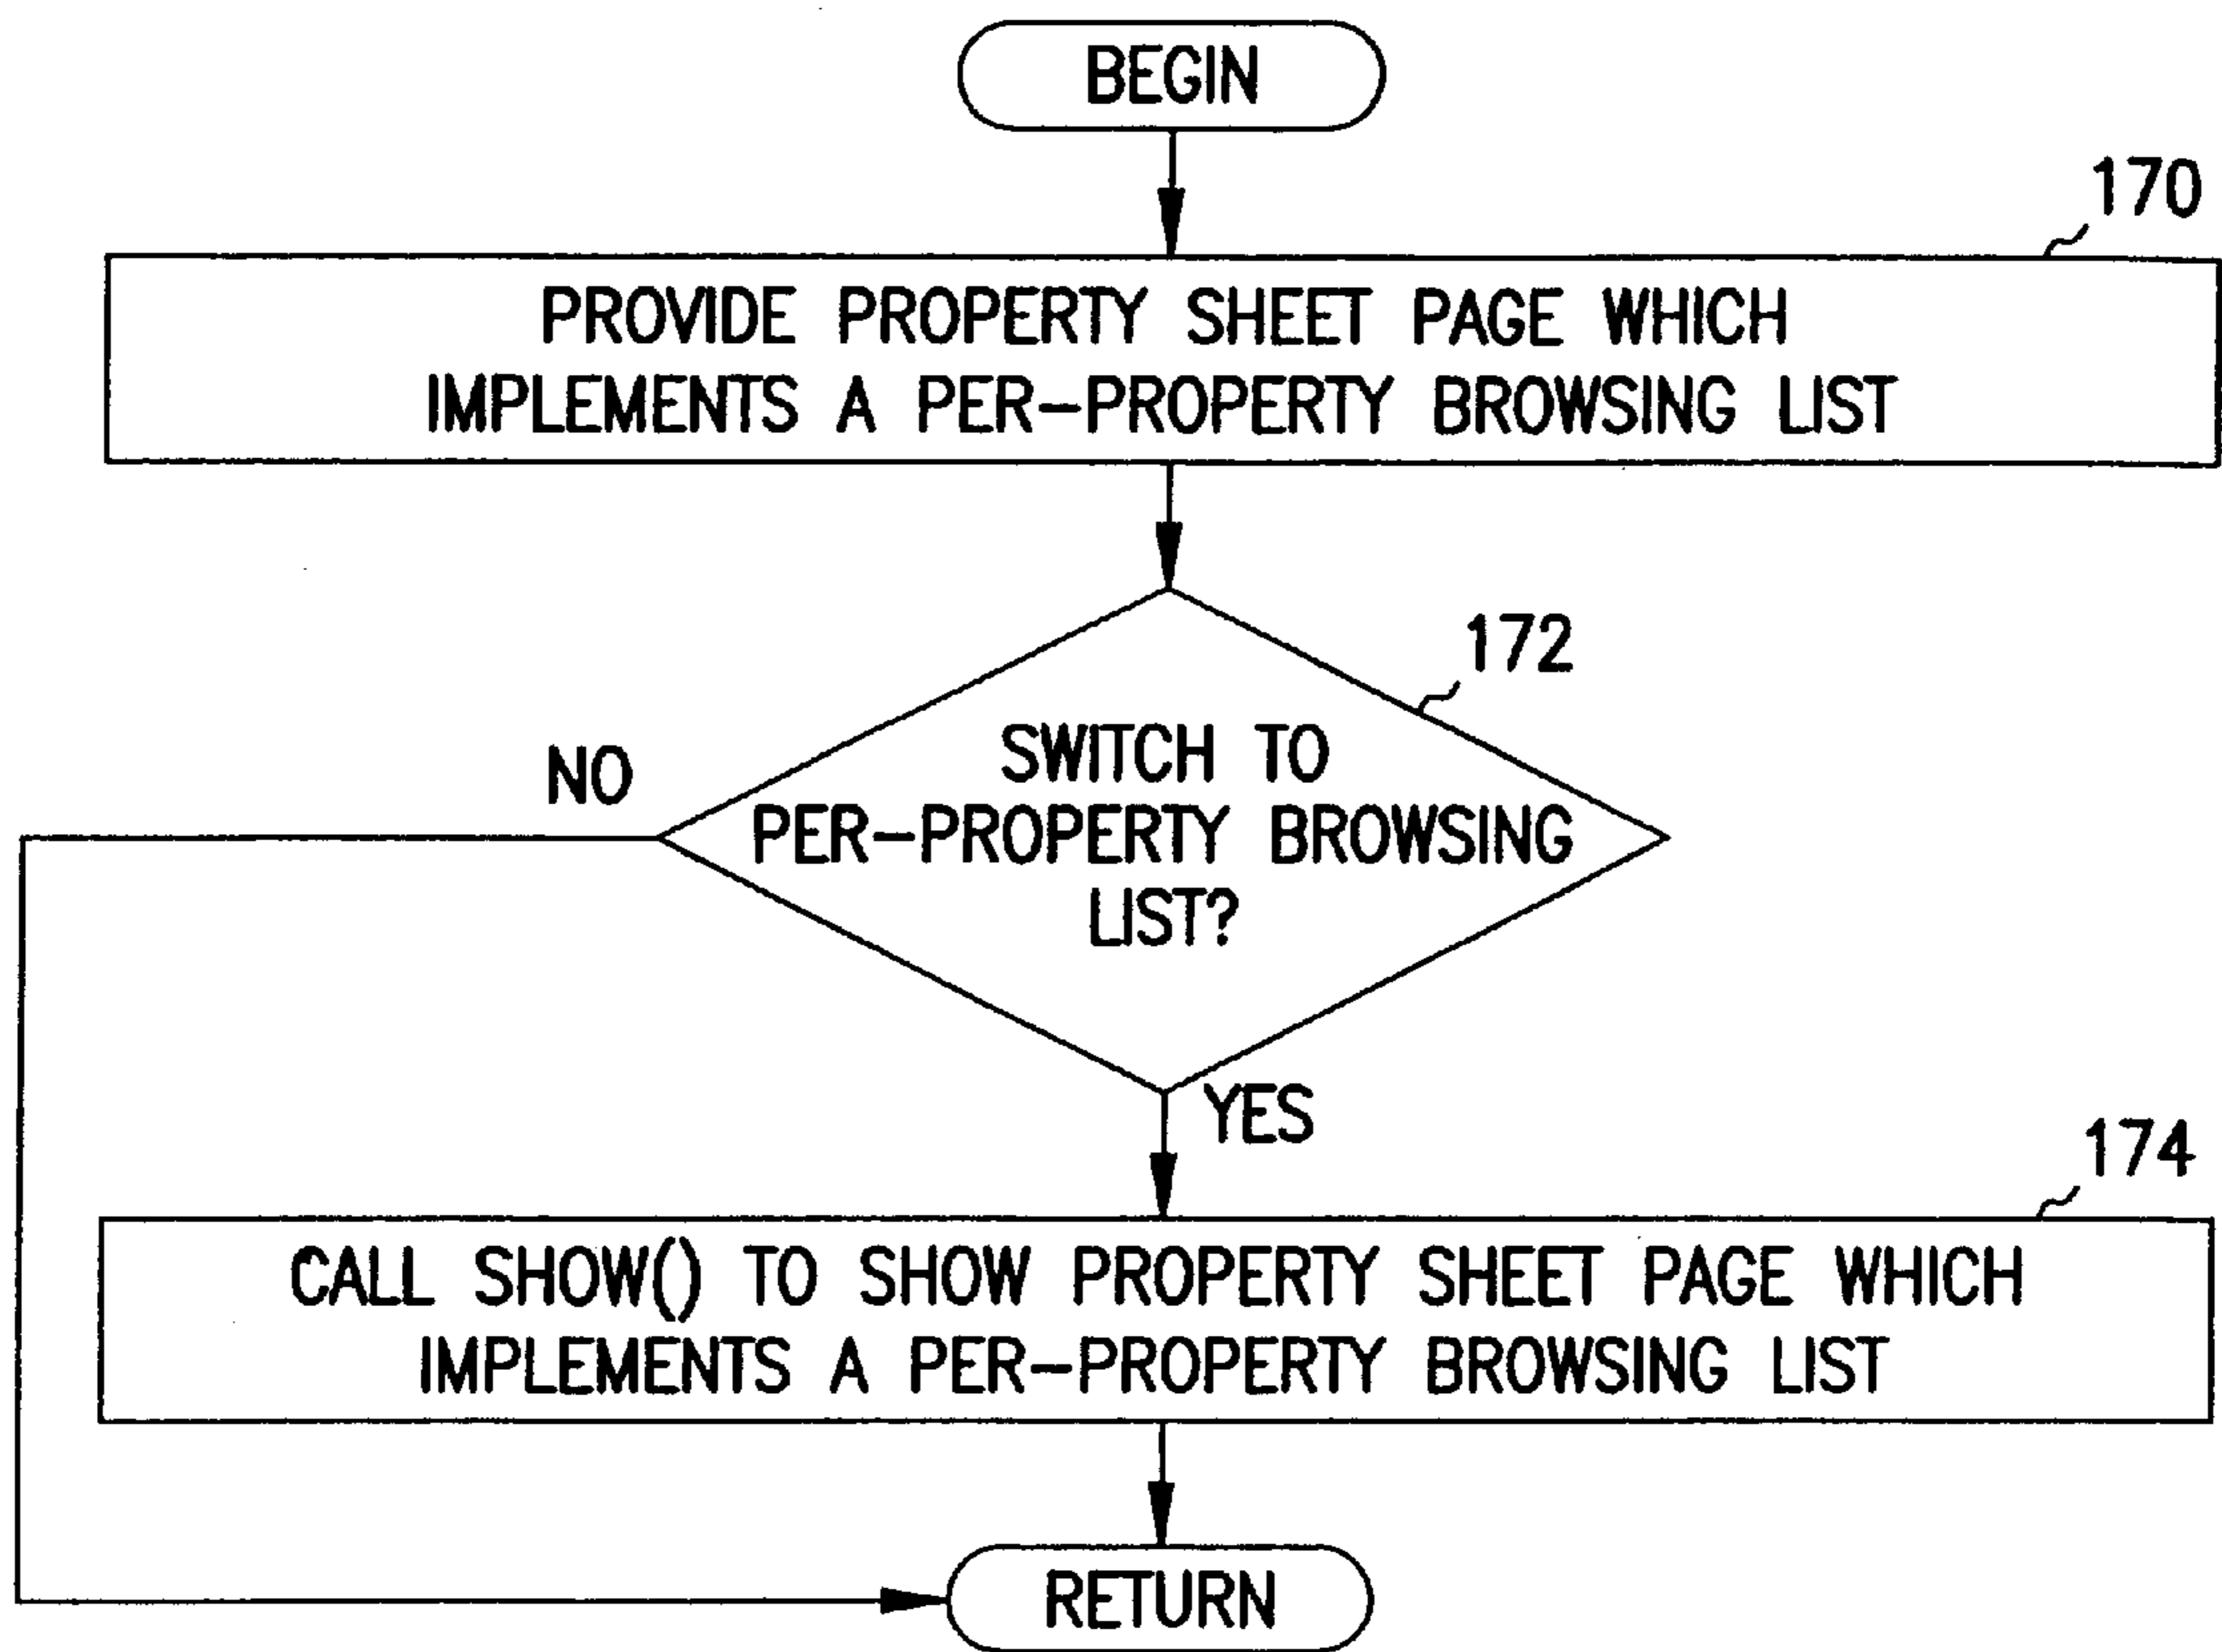 BEGIN
170
PROVIDE PROPERTY SHEET PAGE WHICH
IMPLEMENTS A PER-PROPERTY BROWSING LIST
172
SWITCH TO
PER-PROPERTY BROWSING
LIST?
NO
YES
174
CALL SHOW() TO SHOW PROPERTY SHEET PAGE WHICH
IMPLEMENTS A PER-PROPERTY BROWSING LIST
RETURN